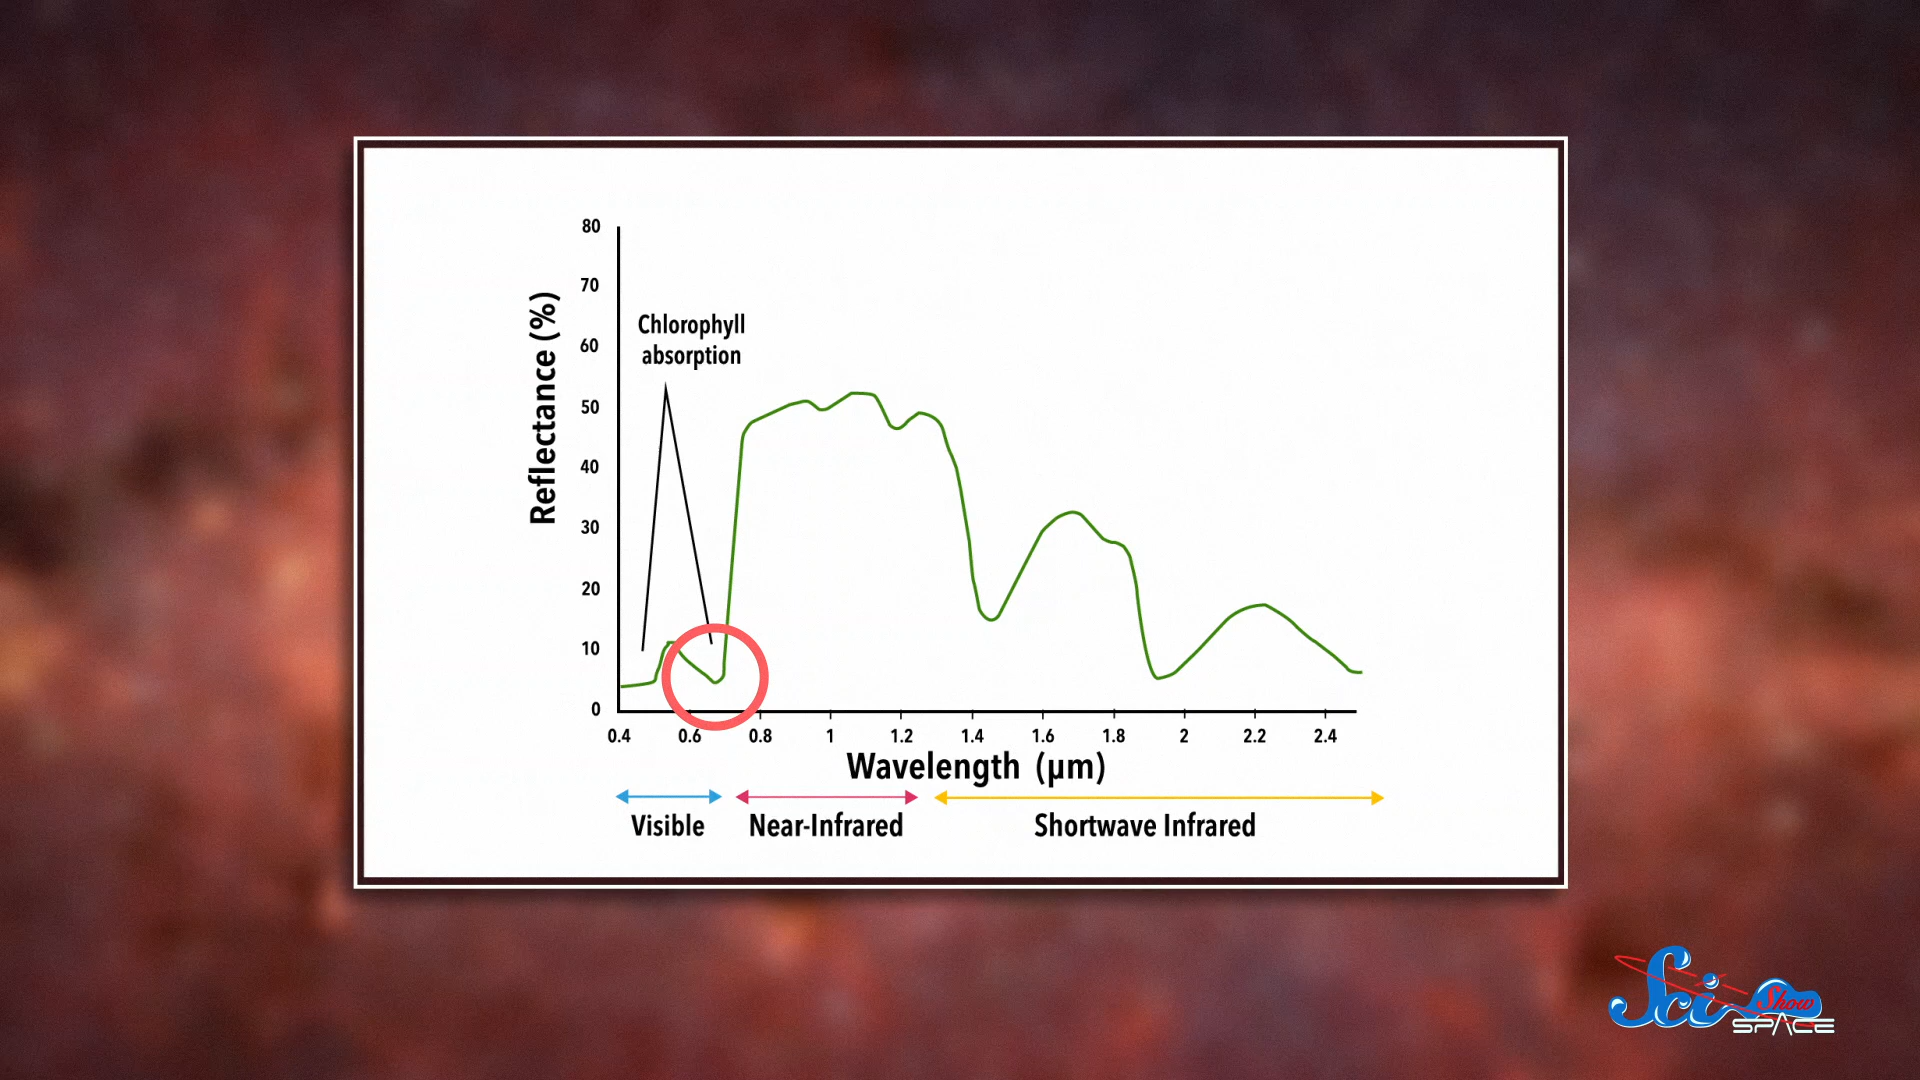 80
70
60
50
40
30
20
10
0
Reflectance (%)
Chlorophyll
absorption
0.4 0.6 0.8 1 1.2 1.4 1.6 1.8 2 2.2 2.4
Wavelength (μm)
Visible Near-Infrared Shortwave Infrared
Sci Show
SPACE